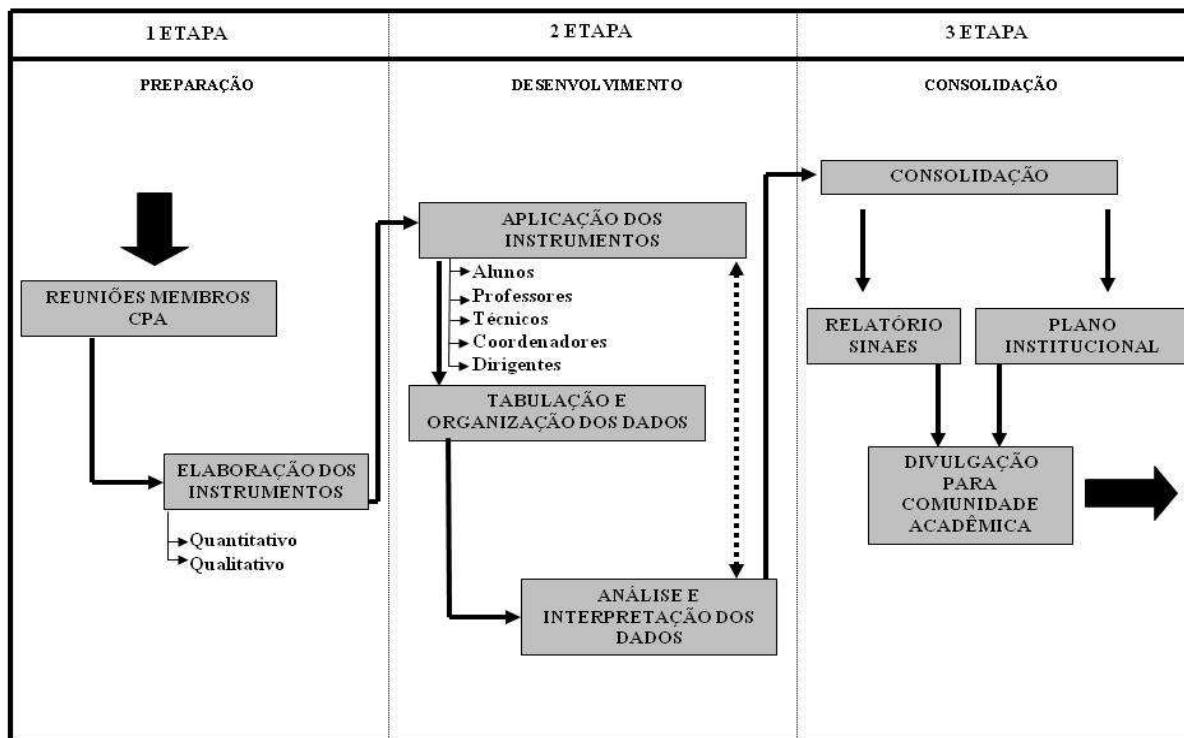 1 ETAPA
2 ETAPA
3 ETAPA
PREPARAÇÃO
DESENVOLVIMENTO
CONSOLIDAÇÃO
REUNIÕES MEMBROS
CPA
ELABORAÇÃO DOS
INSTRUMENTOS
Quantitativo
Qualitativo
APLICAÇÃO DOS
INSTRUMENTOS
Alunos
Professores
Técnicos
Coordenadores
Dirigentes
TABULAÇÃO E
ORGANIZAÇÃO DOS DADOS
ANÁLISE E
INTERPRETAÇÃO DOS
DADOS
CONSOLIDAÇÃO
RELATÓRIO
SINAES
PLANO
INSTITUCIONAL
DIVULGAÇÃO
PARA
COMUNIDADE
ACADÊMICA